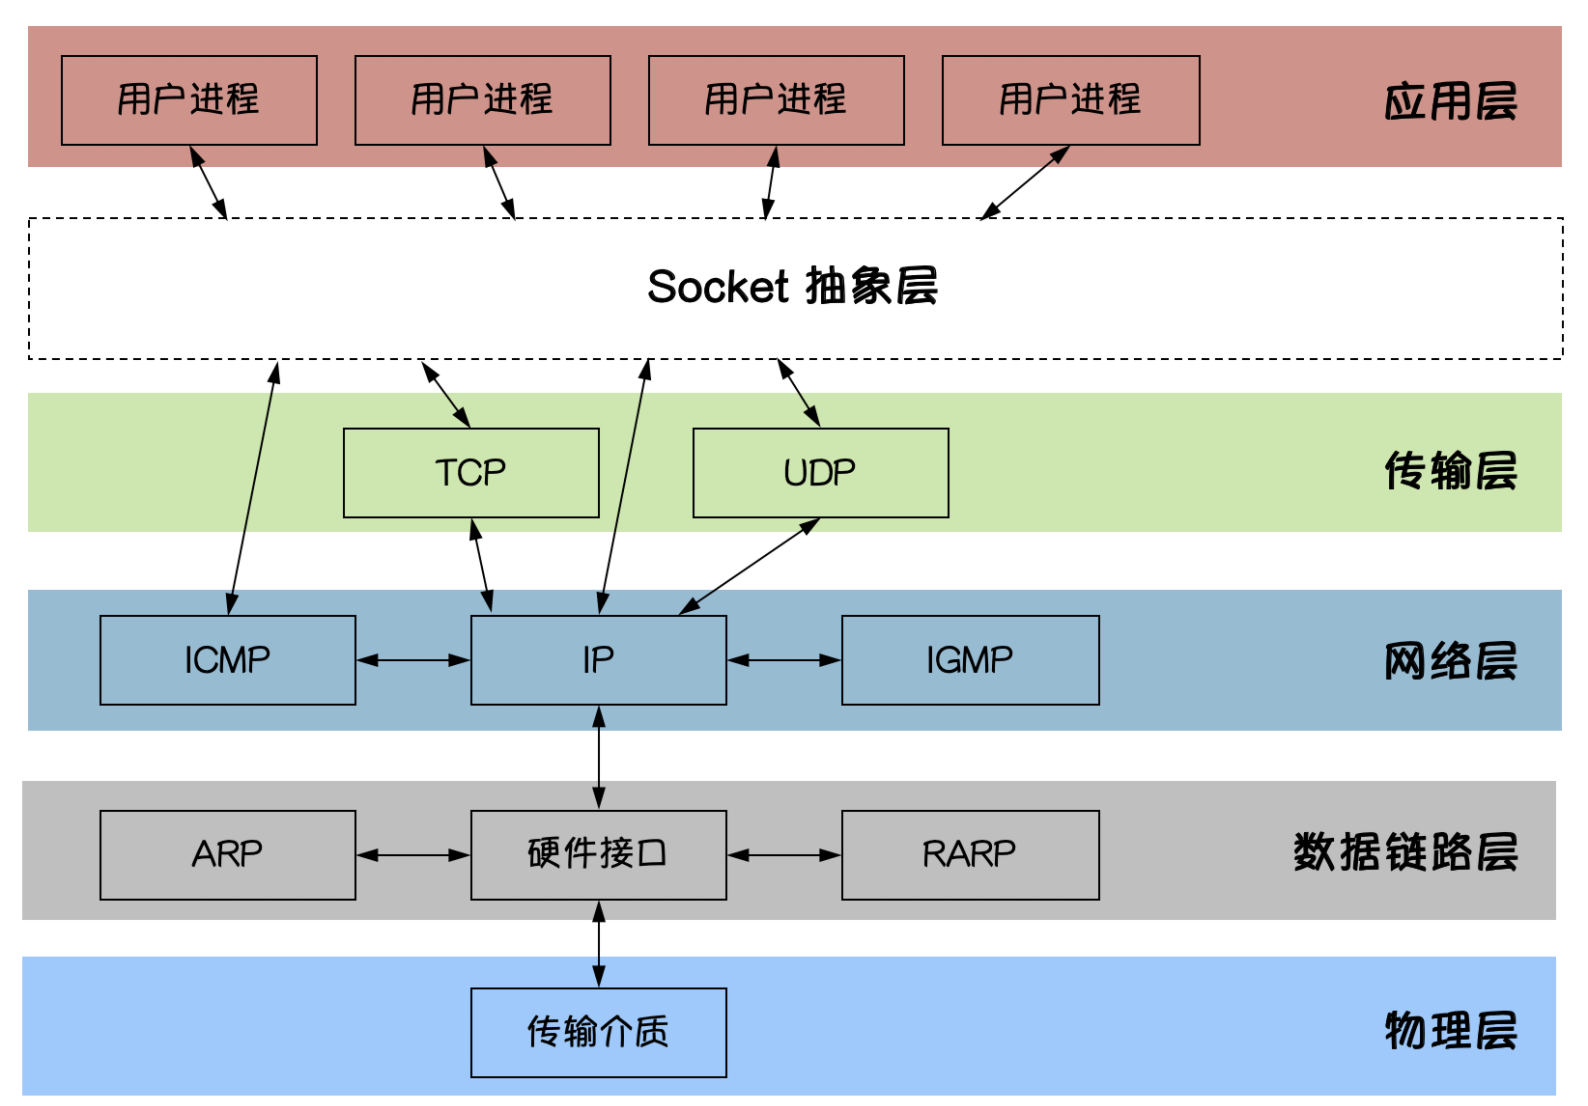 用户进程 用户进程 用户进程 用户进程 应用层
Socket 抽象层
TCP UDP 传输层
ICMP IP IGMP 网络层
ARP 硬件接口 RARP 数据链路层
传输介质 物理层